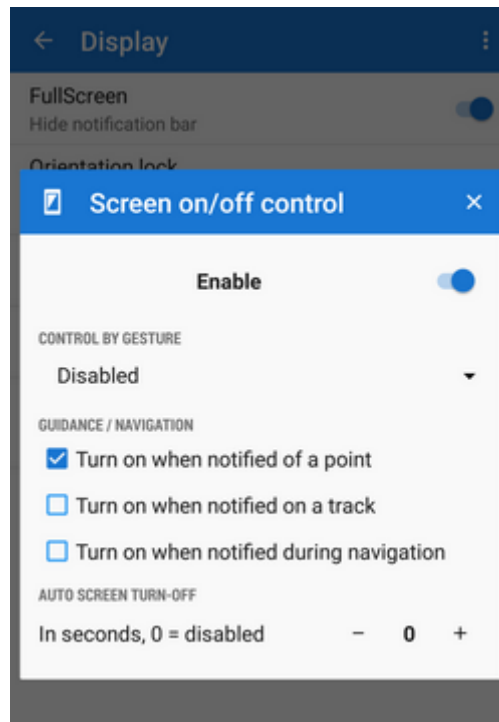 Display
FullScreen
Hide notification bar
Orientation lock
Screen on/off control
Enable
CONTROL BY GESTURE
Disabled
GUIDANCE / NAVIGATION
Turn on when notified of a point
Turn on when notified on a track
Turn on when notified during navigation
AUTO SCREEN TURN-OFF
In seconds, 0 = disabled - 0 +